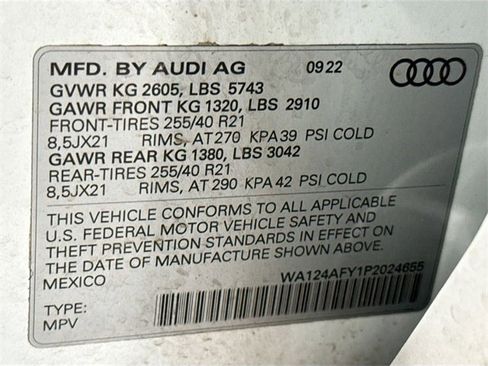 MFD. BY AUDI AG 09.22
GVWR KG 2605, LBS 5743
GAWR FRONT KG 1320, LBS 2910
FRONT-TIRES 255/40 R21
8,5JX21 RIMS, AT 270 KPA 39 PSI COLD
GAWR REAR KG 1380, LBS 3042
REAR-TIRES 255/40 R21
8,5JX21 RIMS, AT 290 KPA 42 PSI COLD
THIS VEHICLE CONFORMS TO ALL APPLICABLE
U.S. FEDERAL MOTOR VEHICLE SAFETY AND
THEFT PREVENTION STANDARDS IN EFFECT ON
THE DATE OF MANUFACTURE SHOWN ABOVE.
MEXICO WA124AFY1P2024655
TYPE:
MPV